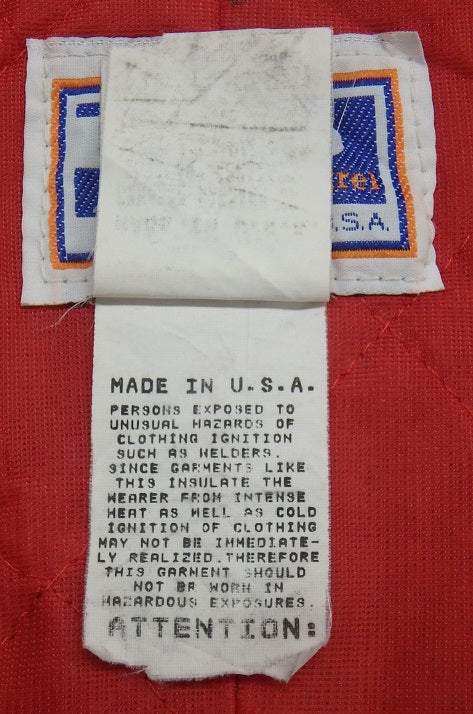 .S.A.
MADE IN U.S.A.
PERSONS EXPOSED TO
UNUSUAL HAZARDS OF
CLOTHING IGNITION
SUCH AS WELDERS.
SINCE GARMENTS LIKE
THIS INSULATE THE
WEARER FROM INTENSE
HEAT AS WELL AS COLD
IGNITION OF CLOTHING
MAY NOT BE IMMEDIATE-
LY REALIZED.THEREFORE
THIS GARMENT SHOULD
NOT BE WORN IN
HAZARDOUS EXPOSURES.
ATTENTION: